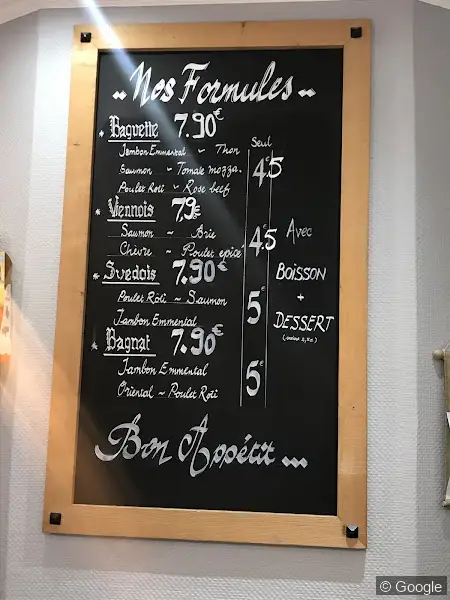 Nos Formules
* Baguette 7.90€
Seul
Jambon Emmental ~ Thon
Saumon ~ Tomate mozza.
4€5
Poulet Roti ~ Rose beef
* Viennois 7,9€
Saumon ~ Brie
4€5
Avec
Chèvre ~ Poulet épicé
* Svedois 7.90€
BOISSON
+
DESSERT
Poulet Rôti ~ Saumon
5€
Jambon Emmental
* Bagnat 7.90€
Jambon Emmental
5€
Oriental ~ Poulet Roti
Bon Appétit ...
© Google